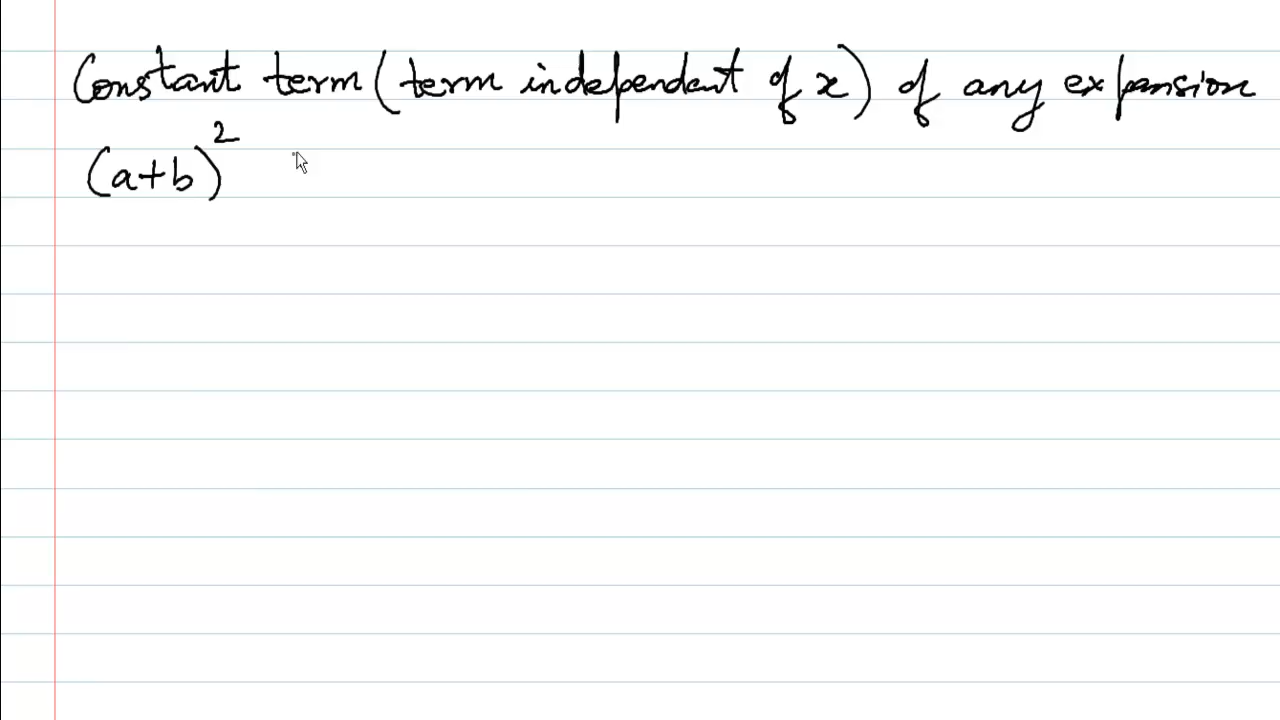 Constant term (term independent of x) of any expansion
(a+b)²